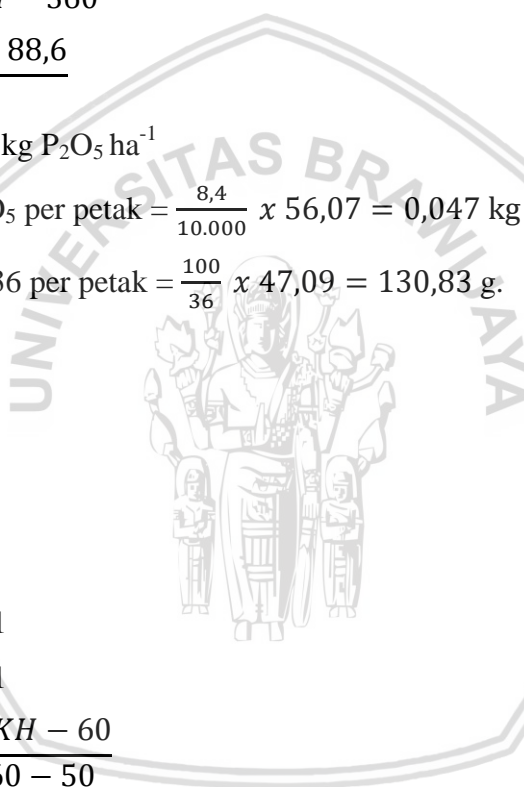 − 360
88,6
kg P₂O₅ ha⁻¹
O₅ per petak = 8,4/10.000 x 56,07 = 0,047 kg
36 per petak = 100/36 x 47,09 = 130,83 g.
UNIVERSITAS BRAWIJAYA
KH − 60
60 − 50